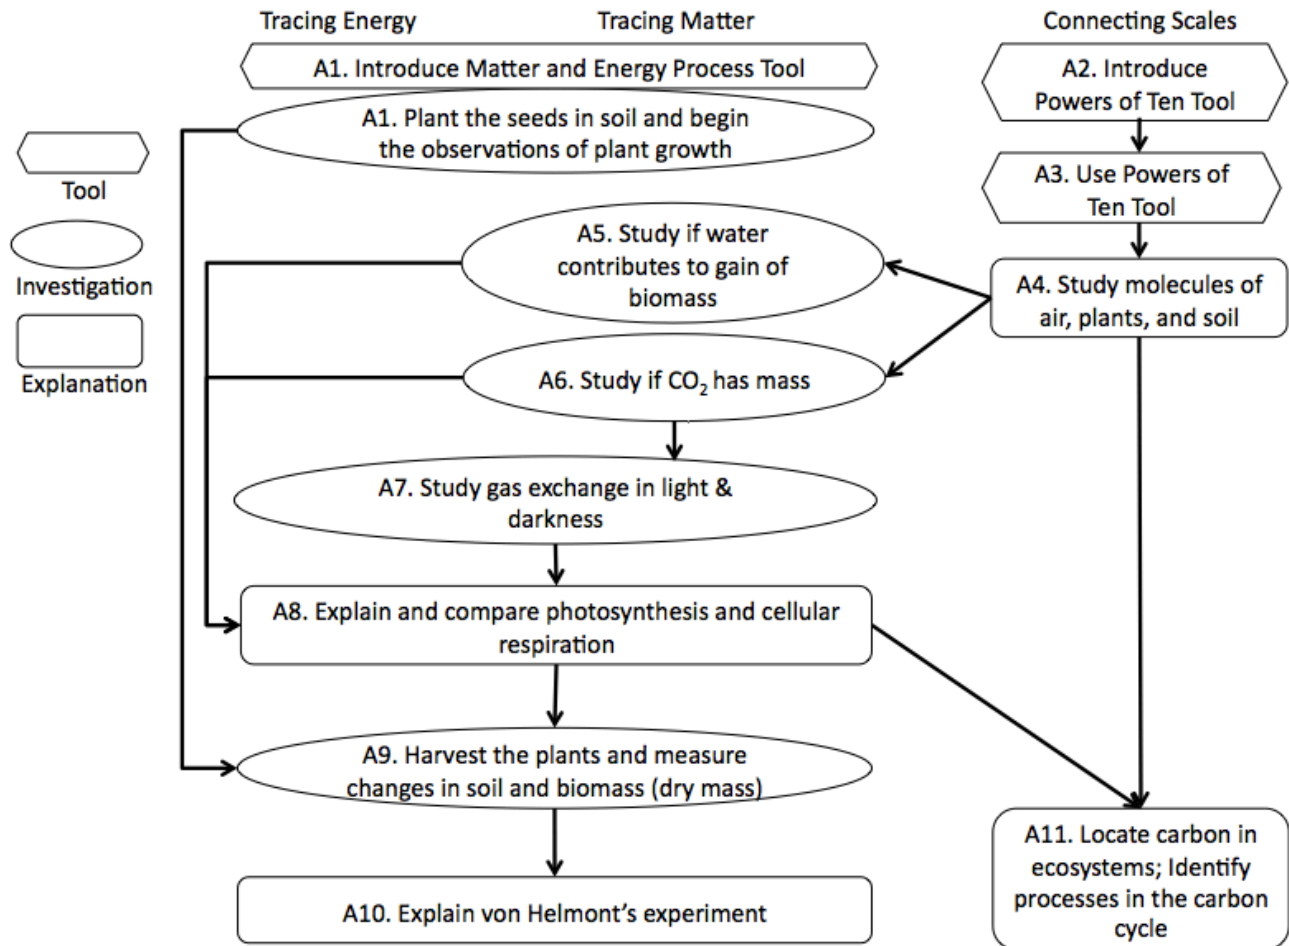 Tracing Energy
Tracing Matter
Connecting Scales
A1. Introduce Matter and Energy Process Tool
A1. Plant the seeds in soil and begin
the observations of plant growth
A2. Introduce
Powers of Ten Tool
A3. Use Powers of
Ten Tool
Tool
Investigation
Explanation
A5. Study if water
contributes to gain of
biomass
A4. Study molecules of
air, plants, and soil
A6. Study if CO₂ has mass
A7. Study gas exchange in light &
darkness
A8. Explain and compare photosynthesis and cellular
respiration
A9. Harvest the plants and measure
changes in soil and biomass (dry mass)
A10. Explain von Helmont’s experiment
A11. Locate carbon in
ecosystems; Identify
processes in the carbon
cycle